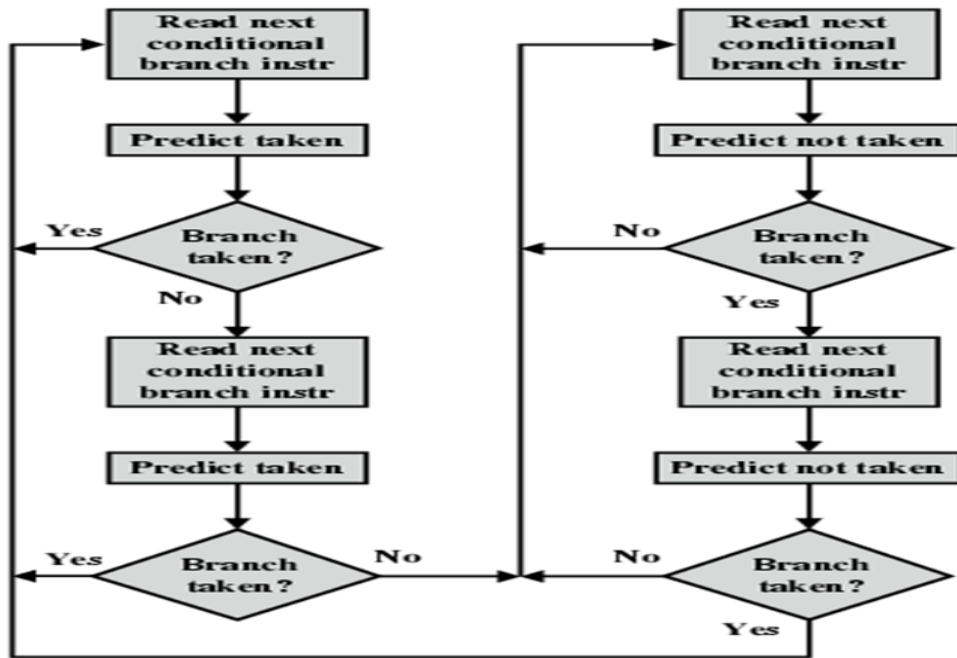 Read next
conditional
branch instr
Predict taken
Yes
Branch
taken?
No
Read next
conditional
branch instr
Predict taken
Yes
Branch
taken?
No
Read next
conditional
branch instr
Predict not taken
No
Branch
taken?
Yes
Read next
conditional
branch instr
Predict not taken
No
Branch
taken?
Yes